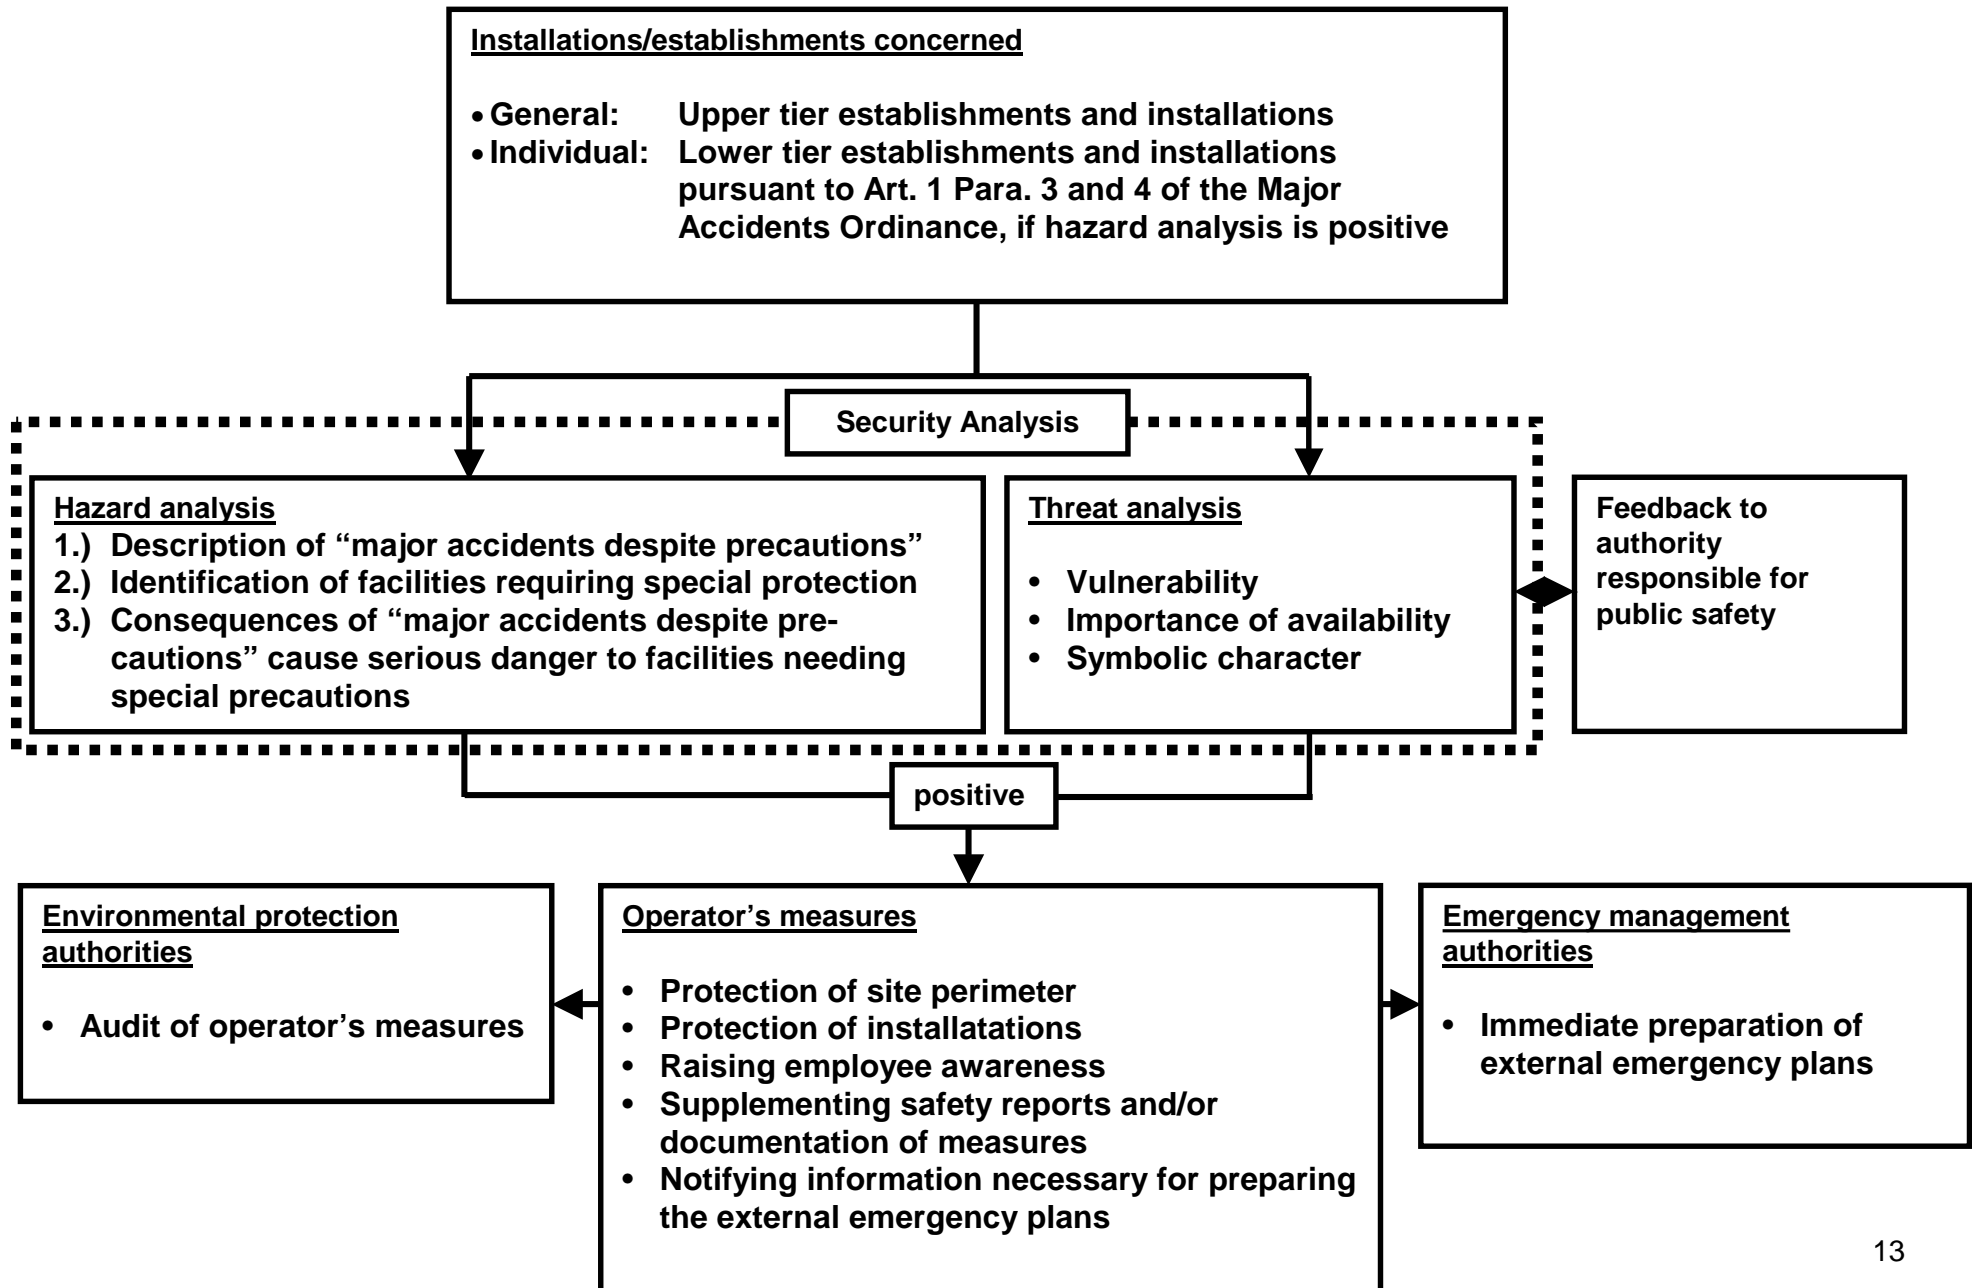 Installations/establishments concerned
• General: Upper tier establishments and installations
• Individual: Lower tier establishments and installations
pursuant to Art. 1 Para. 3 and 4 of the Major
Accidents Ordinance, if hazard analysis is positive
Security Analysis
Hazard analysis
1.) Description of “major accidents despite precautions”
2.) Identification of facilities requiring special protection
3.) Consequences of “major accidents despite pre-
cautions” cause serious danger to facilities needing
special precautions
Threat analysis
• Vulnerability
• Importance of availability
• Symbolic character
Feedback to
authority
responsible for
public safety
positive
Environmental protection
authorities
• Audit of operator’s measures
Operator’s measures
• Protection of site perimeter
• Protection of installatations
• Raising employee awareness
• Supplementing safety reports and/or
documentation of measures
• Notifying information necessary for preparing
the external emergency plans
Emergency management
authorities
• Immediate preparation of
external emergency plans
13